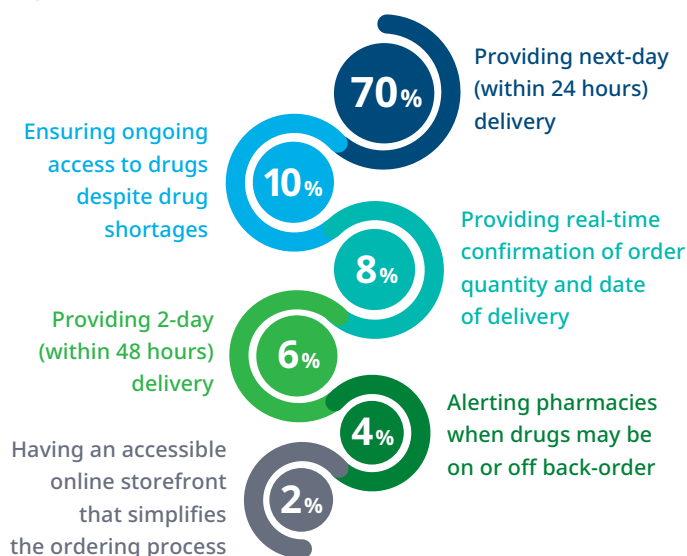 70%
Providing next-day
(within 24 hours)
delivery
Ensuring ongoing
access to drugs
despite drug
shortages
10%
8%
Providing real-time
confirmation of order
quantity and date
of delivery
Providing 2-day
(within 48 hours)
delivery
6%
4%
Alerting pharmacies
when drugs may be
on or off back-order
Having an accessible
online storefront
that simplifies
the ordering process
2%